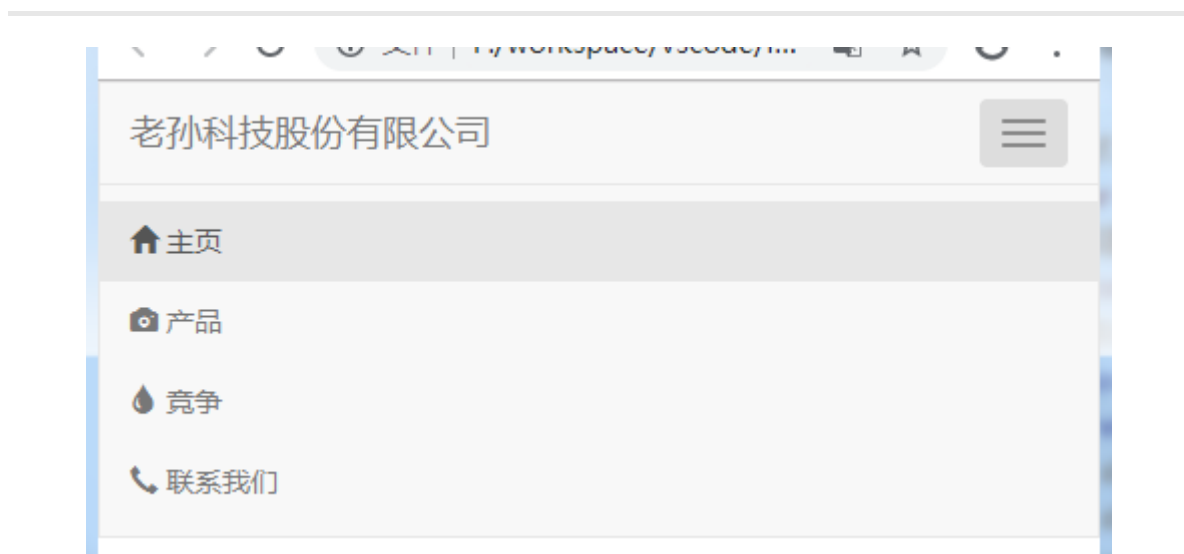 老孙科技股份有限公司
主页
产品
竞争
联系我们